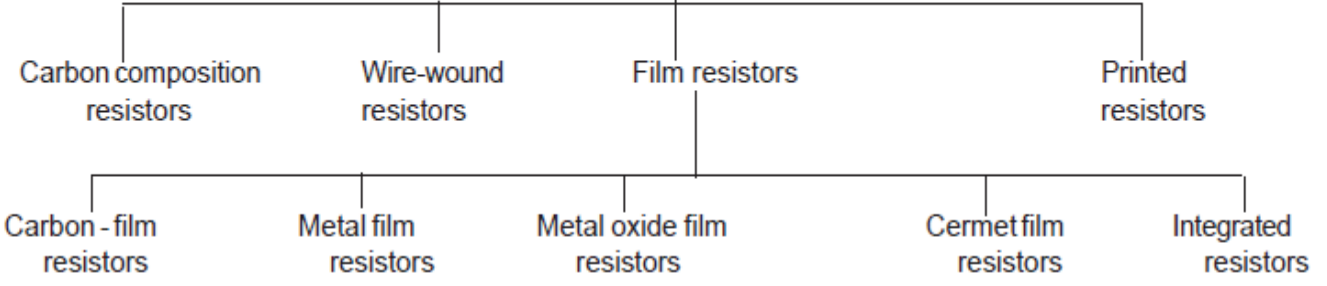 Carbon composition resistors
Wire-wound resistors
Film resistors
Printed resistors
Carbon - film resistors
Metal film resistors
Metal oxide film resistors
Cermet film resistors
Integrated resistors